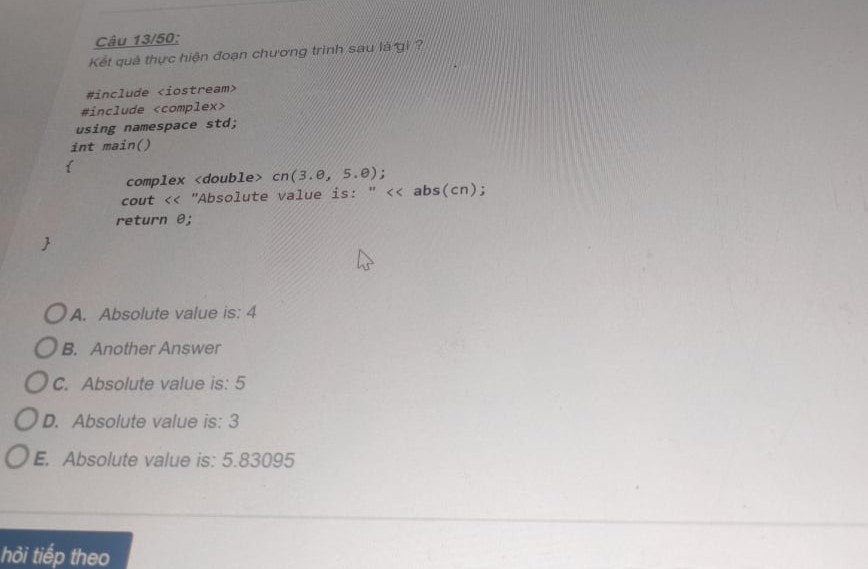 Câu 13/50:
Kết quả thực hiện đoạn chương trình sau là gì ?
#include <iostream>
#include <complex>
using namespace std;
int main()
{
complex <double> cn(3.0, 5.0);
cout << "Absolute value is: " << abs(cn);
return 0;
}
A. Absolute value is: 4
B. Another Answer
C. Absolute value is: 5
D. Absolute value is: 3
E. Absolute value is: 5.83095
hỏi tiếp theo